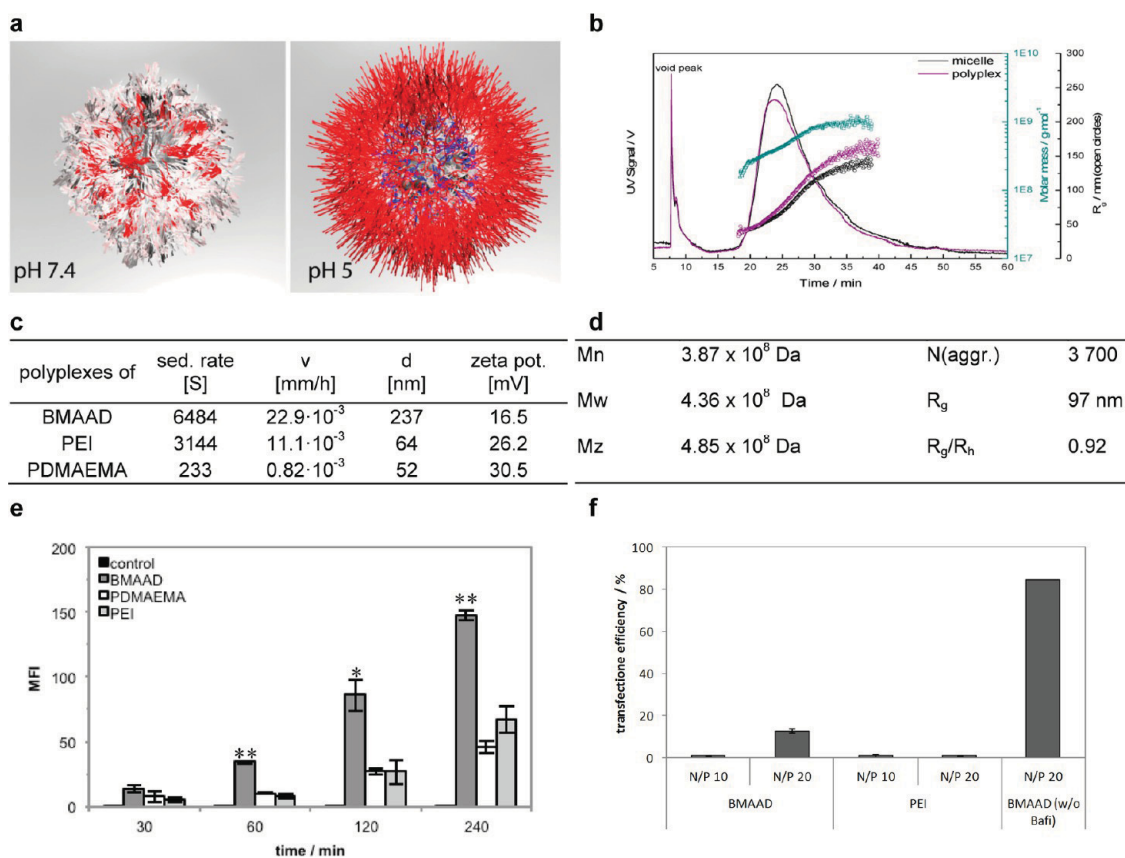 a
pH 7.4
pH 5
b
void peak
micelle
polyplex
UV Signal / V
1E10
1E9
1E8
1E7
Molar mass / g·mol⁻¹
300
250
200
150
100
50
0
R_g / nm(open circles)
5 10 15 20 25 30 35 40 45 50 55 60
Time / min
c
polyplexes of sed. rate [S] v [mm/h] d [nm] zeta pot. [mV]
BMAAD 6484 22.9·10⁻³ 237 16.5
PEI 3144 11.1·10⁻³ 64 26.2
PDMAEMA 233 0.82·10⁻³ 52 30.5
d
Mn 3.87 x 10⁸ Da N(aggr.) 3 700
Mw 4.36 x 10⁸ Da R_g 97 nm
Mz 4.85 x 10⁸ Da R_g/R_h 0.92
e
200
150
100
50
0
MFI
control
BMAAD
PDMAEMA
PEI
**
*
**
30 60 120 240
time / min
f
100
80
60
40
20
0
transfectione efficiency / %
N/P 10 N/P 20 N/P 10 N/P 20 N/P 20
BMAAD PEI BMAAD (w/o
Bafi)